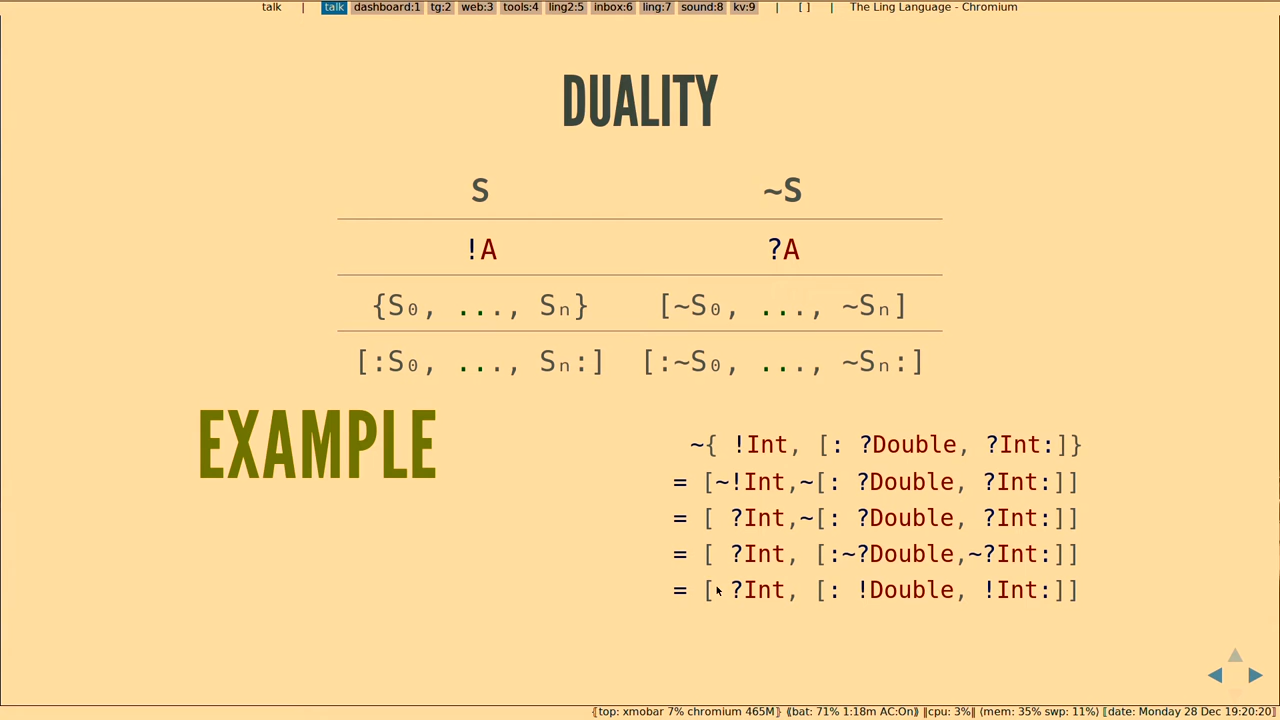 talk | talk dashboard:1 tg:2 web:3 tools:4 ling2:5 inbox:6 ling:7 sound:8 kv:9 | [ ] | The Ling Language - Chromium
DUALITY
S ~S
!A ?A
{S₀, ..., Sₙ} [~S₀, ..., ~Sₙ]
[:S₀, ..., Sₙ:] [:~S₀, ..., ~Sₙ:]
EXAMPLE
~{ !Int, [: ?Double, ?Int:]}
= [~!Int,~[: ?Double, ?Int:]]
= [ ?Int,~[: ?Double, ?Int:]]
= [ ?Int, [:~?Double,~?Int:]]
= [ ?Int, [: !Double, !Int:]]
⟦top: xmobar 7% chromium 465M⟧ ⟪bat: 71% 1:18m AC:On⟫ ⟦cpu: 3%⟧ ⟨mem: 35% swp: 11%⟩ ⟦date: Monday 28 Dec 19:20:20⟧